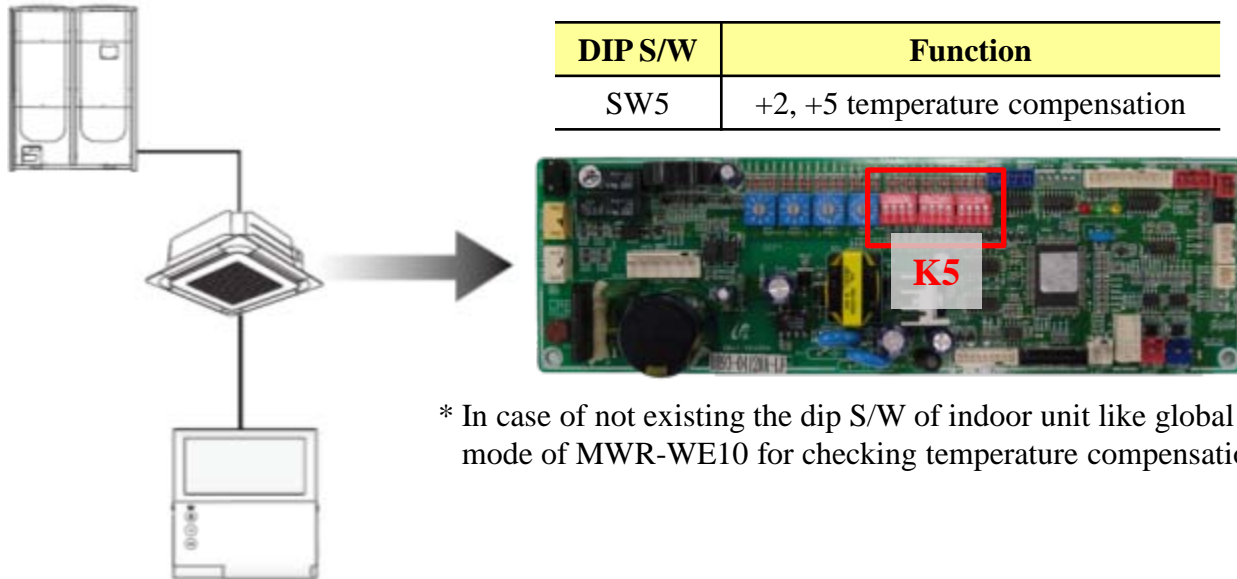 DIP S/W Function
SW5 +2, +5 temperature compensation
K5
* In case of not existing the dip S/W of indoor unit like global
mode of MWR-WE10 for checking temperature